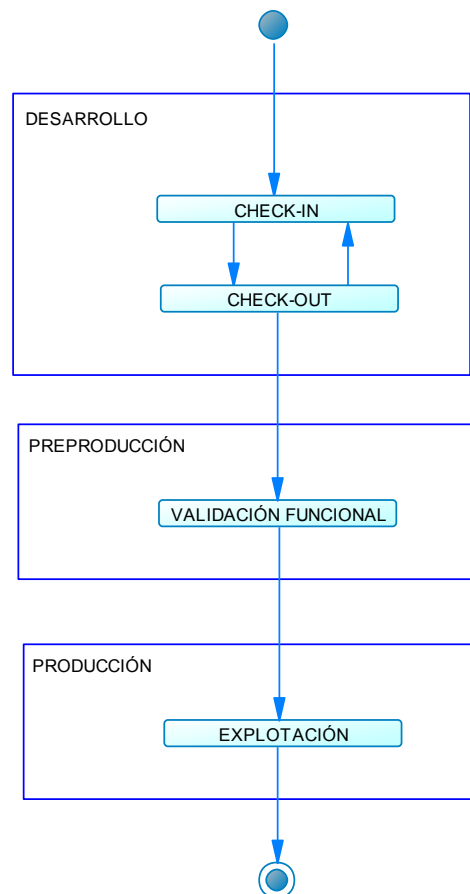 DESARROLLO
CHECK-IN
CHECK-OUT
PREPRODUCCIÓN
VALIDACIÓN FUNCIONAL
PRODUCCIÓN
EXPLOTACIÓN